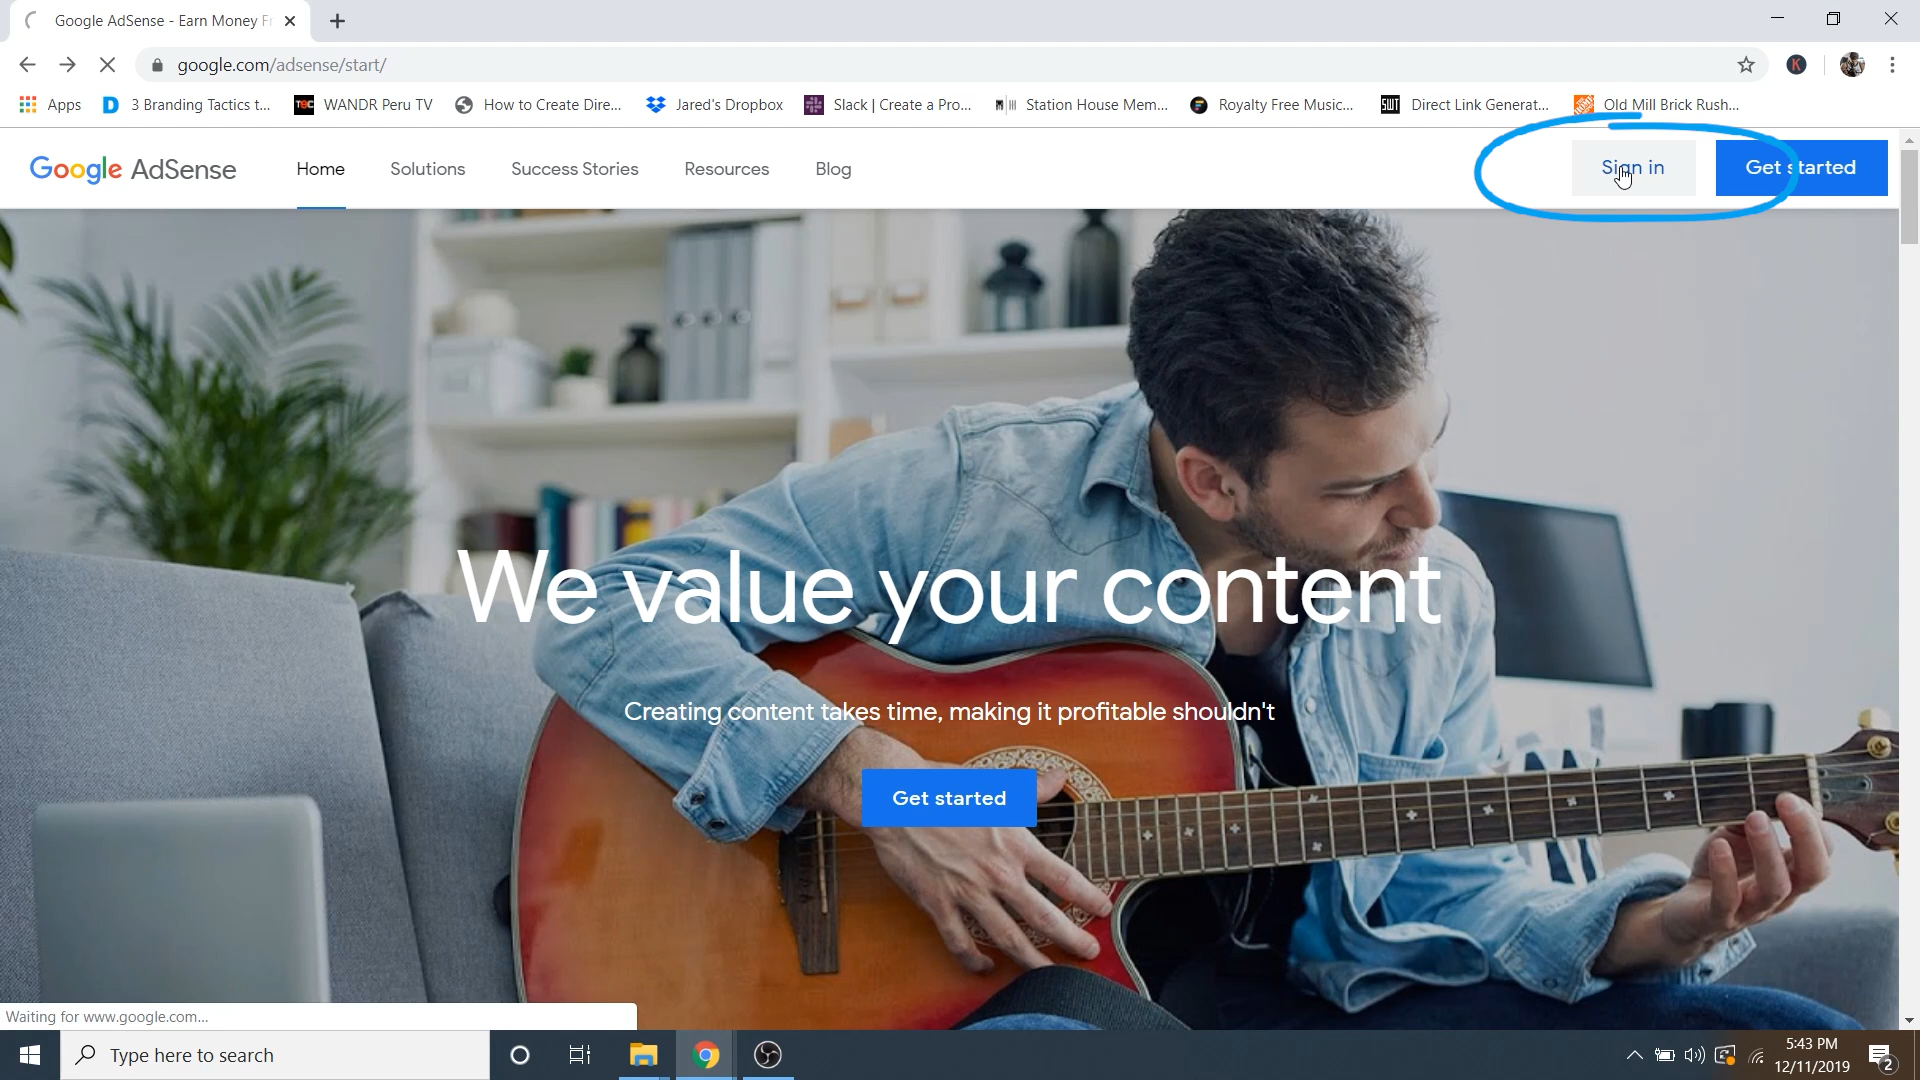 Google AdSense - Earn Money Fr
google.com/adsense/start/
K
Apps
3 Branding Tactics t...
WANDR Peru TV
How to Create Dire...
Jared's Dropbox
Slack | Create a Pro...
Station House Mem...
Royalty Free Music...
Direct Link Generat...
Old Mill Brick Rush...
Google AdSense
Home
Solutions
Success Stories
Resources
Blog
Sign in
Get started
We value your content
Creating content takes time, making it profitable shouldn't
Get started
Waiting for www.google.com...
Type here to search
5:43 PM
12/11/2019
2